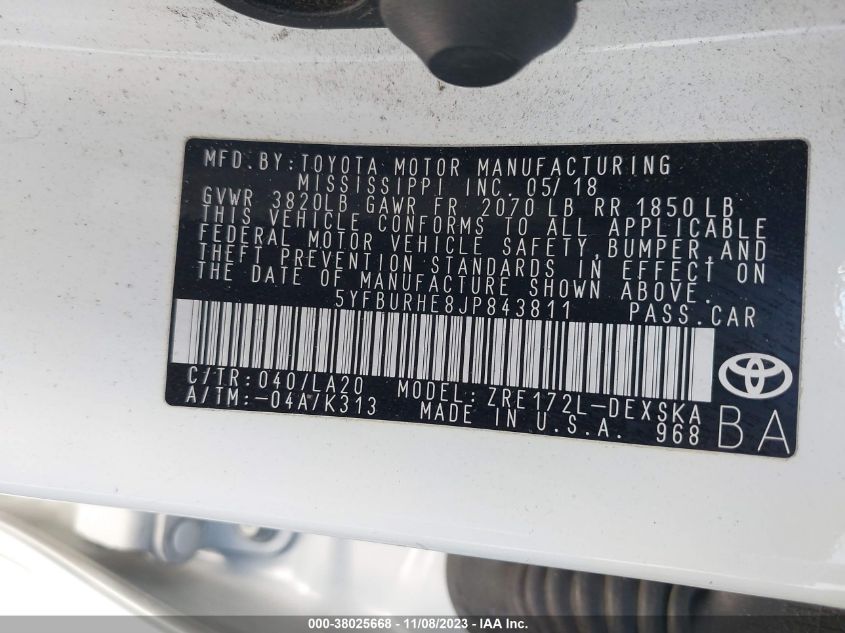 MFD.BY:TOYOTA MOTOR MANUFACTURING
MISSISSIPPI INC. 05/18
GVWR 3820LB GAWR FR 2070 LB RR 1850LB
THIS VEHICLE CONFORMS TO ALL APPLICABLE
FEDERAL MOTOR VEHICLE SAFETY,BUMPER,AND
THEFT PREVENTION STANDARDS IN EFFECT ON
THE DATE OF MANUFACTURE SHOWN ABOVE.
5YFBURHE8JP843811 PASS.CAR
C/TR:040/LA20 MODEL:ZRE172L-DEXSKA
A/TM:-04A/K313 MADE IN U.S.A. 968
BA
000-38025668 - 11/08/2023 - IAA Inc.